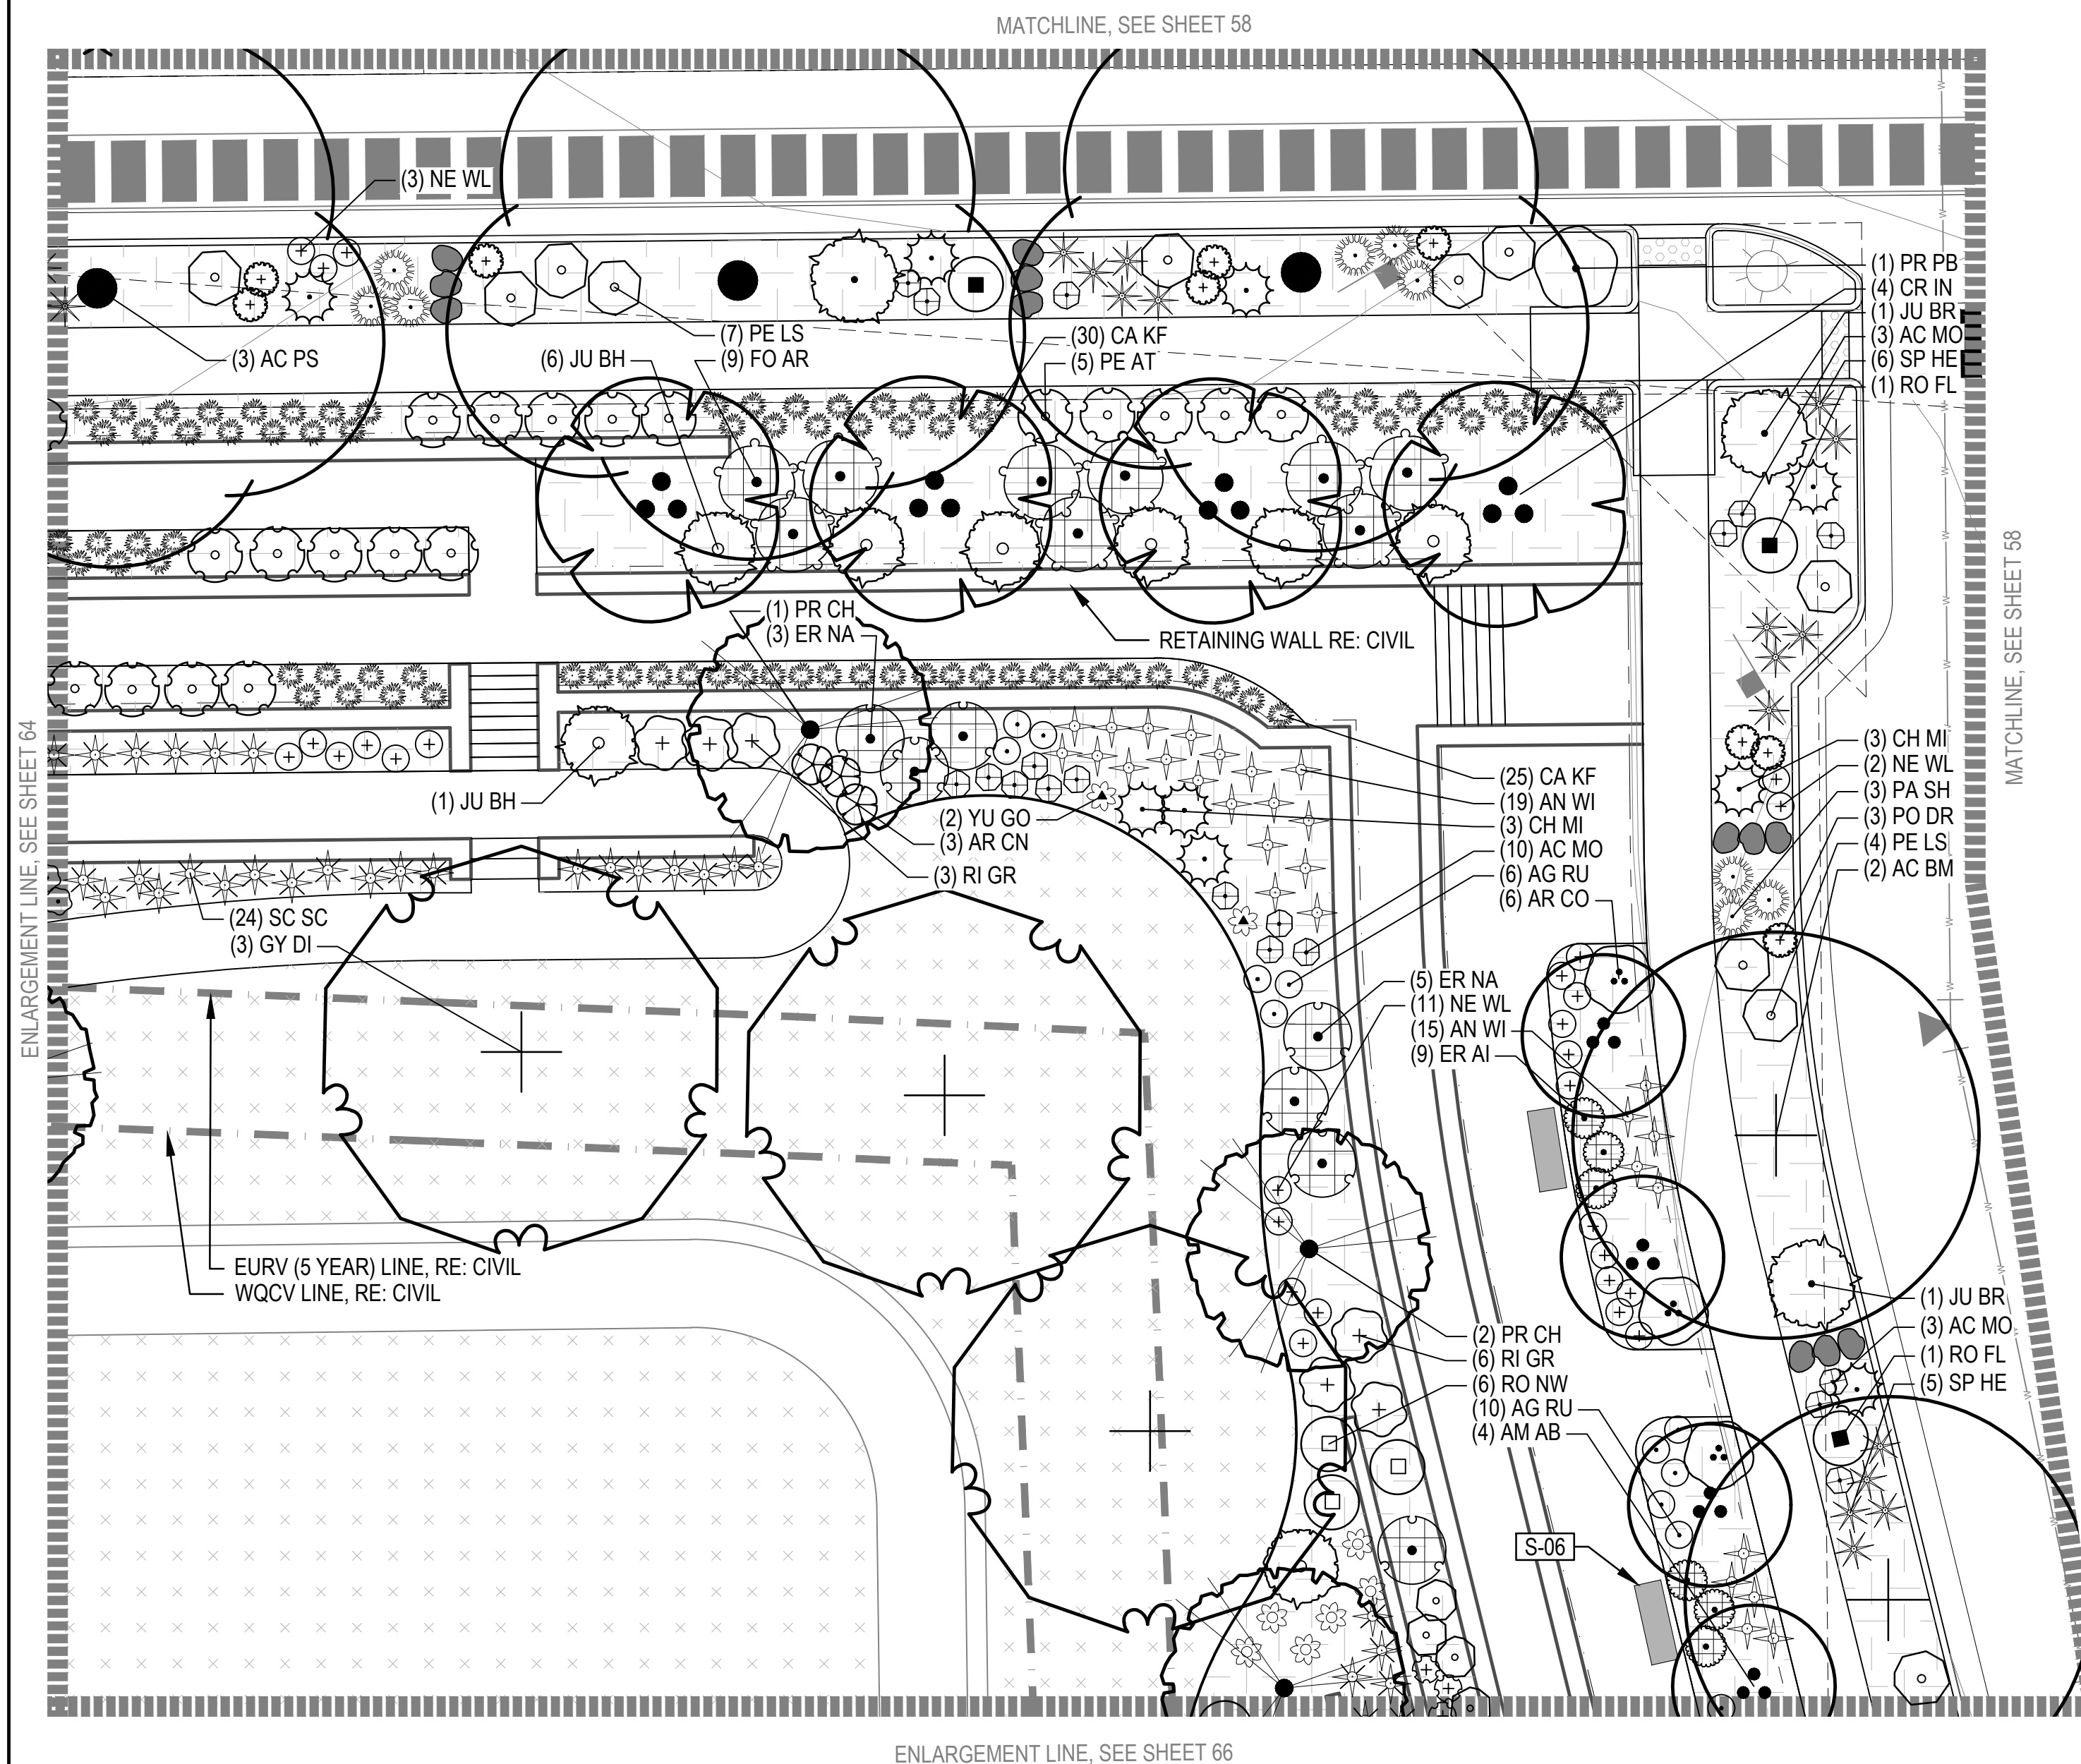 MATCHLINE, SEE SHEET 58
(3) NE WL
(3) AC PS
(6) JU BH
(7) PE LS
(9) FO AR
(30) CA KF
(5) PE AT
(1) PR PB
(4) CR IN
(1) JU BR
(3) AC MO
(6) SP HE
(1) RO FL
MATCHLINE, SEE SHEET 58
(1) PR CH
(3) ER NA
RETAINING WALL RE: CIVIL
ENLARGEMENT LINE, SEE SHEET 64
(1) JU BH
(2) YU GO
(3) AR CN
(3) RI GR
(25) CA KF
(19) AN WI
(3) CH MI
(10) AC MO
(6) AG RU
(6) AR CO
(3) CH MI
(2) NE WL
(3) PA SH
(3) PO DR
(4) PE LS
(2) AC BM
(24) SC SC
(3) GY DI
(5) ER NA
(11) NE WL
(15) AN WI
(9) ER AI
EURV (5 YEAR) LINE, RE: CIVIL
WQCV LINE, RE: CIVIL
(2) PR CH
(6) RI GR
(6) RO NW
(10) AG RU
(4) AM AB
(1) JU BR
(3) AC MO
(1) RO FL
(5) SP HE
S-06
ENLARGEMENT LINE, SEE SHEET 66